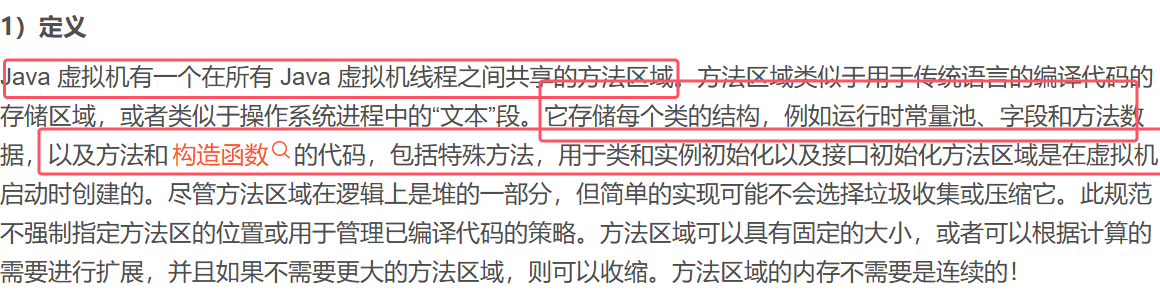 1）定义
Java 虚拟机有一个在所有 Java 虚拟机线程之间共享的方法区域。方法区域类似于用于传统语言的编译代码的
存储区域，或者类似于操作系统进程中的“文本”段。它存储每个类的结构，例如运行时常量池、字段和方法数
据，以及方法和 构造函数 的代码，包括特殊方法，用于类和实例初始化以及接口初始化方法区域是在虚拟机
启动时创建的。尽管方法区域在逻辑上是堆的一部分，但简单的实现可能不会选择垃圾收集或压缩它。此规范
不强制指定方法区的位置或用于管理已编译代码的策略。方法区域可以具有固定的大小，或者可以根据计算的
需要进行扩展，并且如果不需要更大的方法区域，则可以收缩。方法区域的内存不需要是连续的！